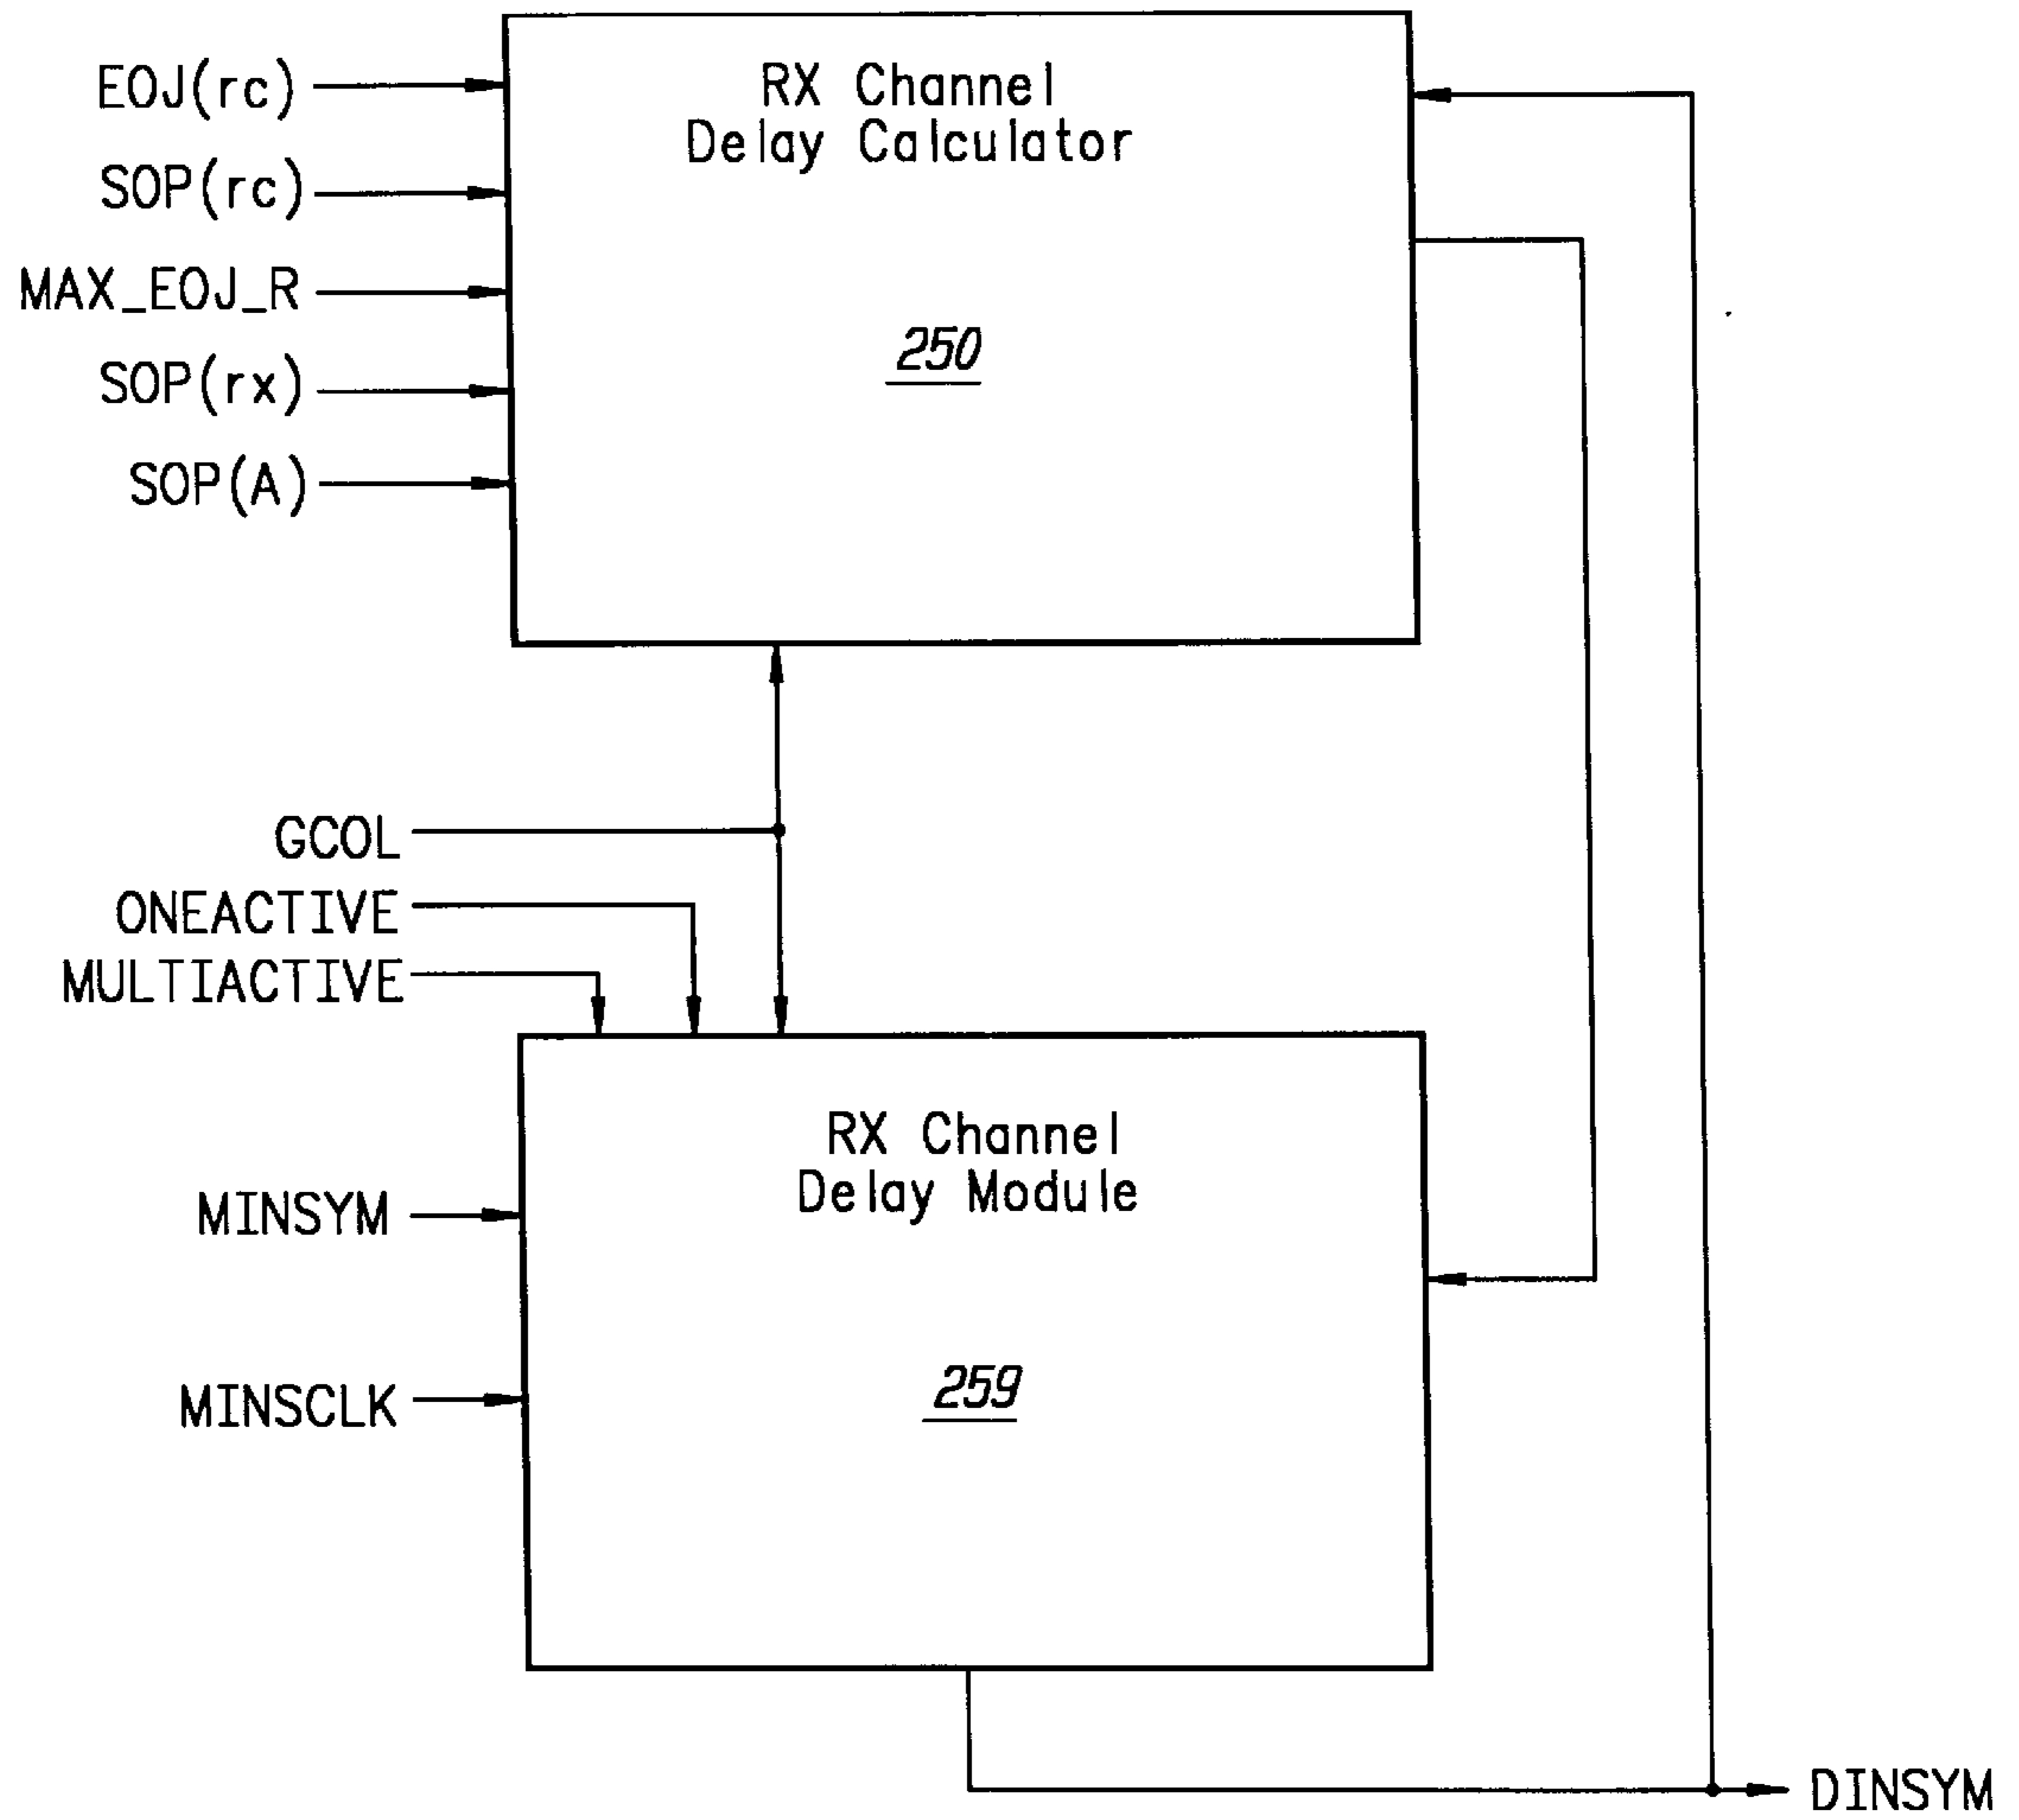 EOJ(rc)
SOP(rc)
MAX_EOJ_R
SOP(rx)
SOP(A)
RX Channel
Delay Calculator
250
GCOL
ONEACTIVE
MULTIACTIVE
MINSYM
MINSCLK
RX Channel
Delay Module
259
DINSYM